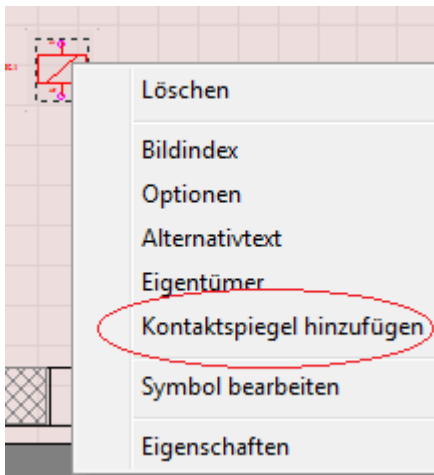 Löschen
Bildindex
Optionen
Alternativtext
Eigentümer
Kontaktspiegel hinzufügen
Symbol bearbeiten
Eigenschaften